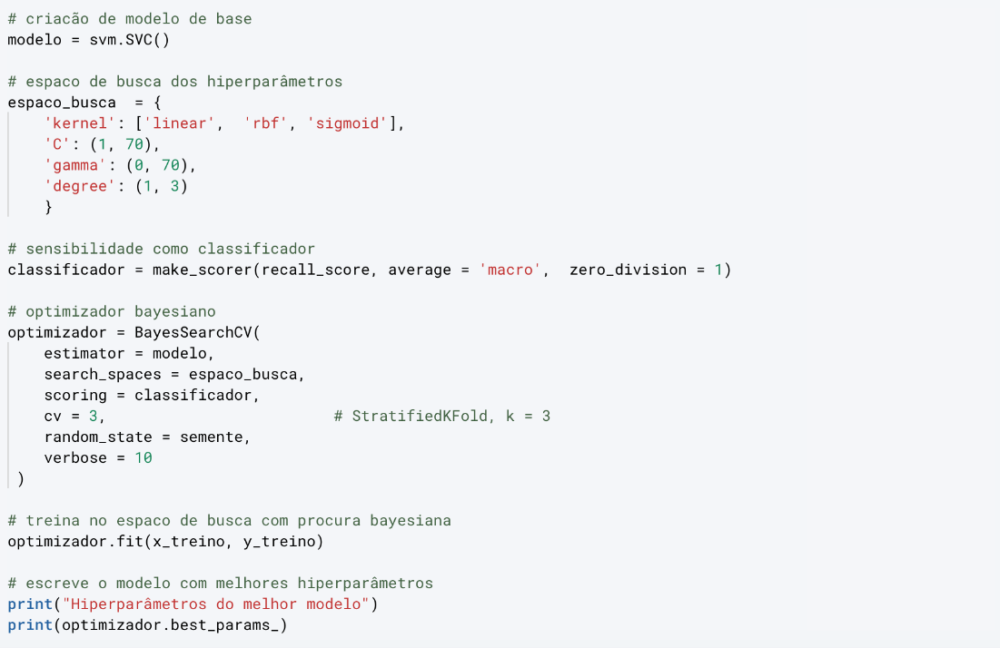 # criacão de modelo de base
modelo = svm.SVC()
# espaco de busca dos hiperparâmetros
espaco_busca  = {
    'kernel': ['linear',  'rbf', 'sigmoid'],
    'C': (1, 70),
    'gamma': (0, 70),
    'degree': (1, 3)
    }
# sensibilidade como classificador
classificador = make_scorer(recall_score, average = 'macro',  zero_division = 1)
# optimizador bayesiano
optimizador = BayesSearchCV(
    estimator = modelo,
    search_spaces = espaco_busca,
    scoring = classificador,
    cv = 3,                         # StratifiedKFold, k = 3
    random_state = semente,
    verbose = 10
 )
# treina no espaco de busca com procura bayesiana
optimizador.fit(x_treino, y_treino)
# escreve o modelo com melhores hiperparâmetros
print("Hiperparâmetros do melhor modelo")
print(optimizador.best_params_)